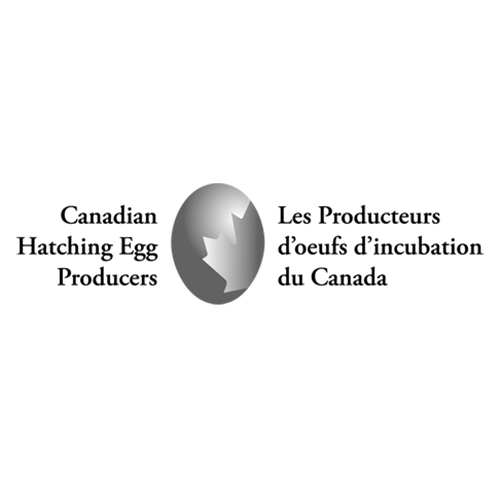 Canadian
Hatching Egg
Producers
Les Producteurs
d'oeufs d'incubation
du Canada